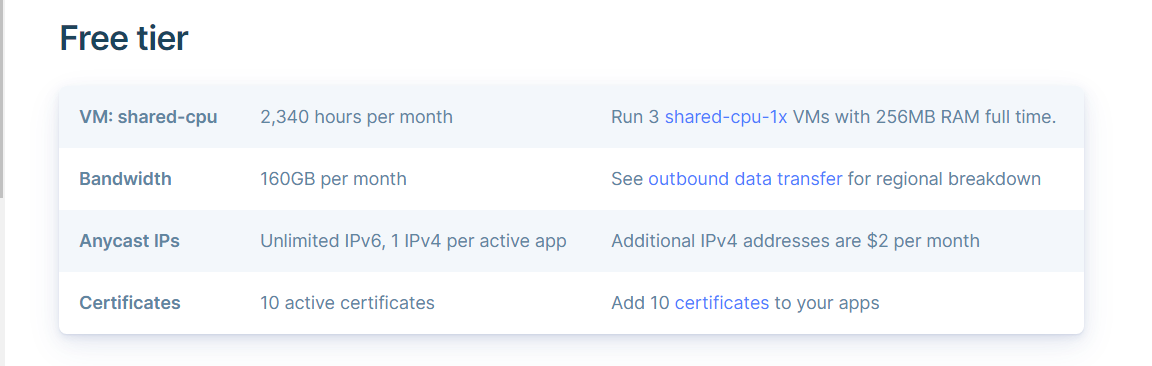 Free tier
VM: shared-cpu 2,340 hours per month Run 3 shared-cpu-1x VMs with 256MB RAM full time.
Bandwidth 160GB per month See outbound data transfer for regional breakdown
Anycast IPs Unlimited IPv6, 1 IPv4 per active app Additional IPv4 addresses are $2 per month
Certificates 10 active certificates Add 10 certificates to your apps